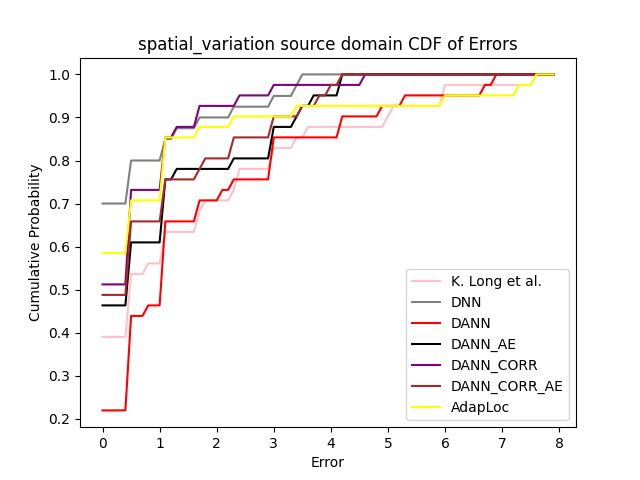 spatial_variation source domain CDF of Errors
Cumulative Probability
1.0
0.9
0.8
0.7
0.6
0.5
0.4
0.3
0.2
K. Long et al.
DNN
DANN
DANN_AE
DANN_CORR
DANN_CORR_AE
AdapLoc
0 1 2 3 4 5 6 7 8
Error